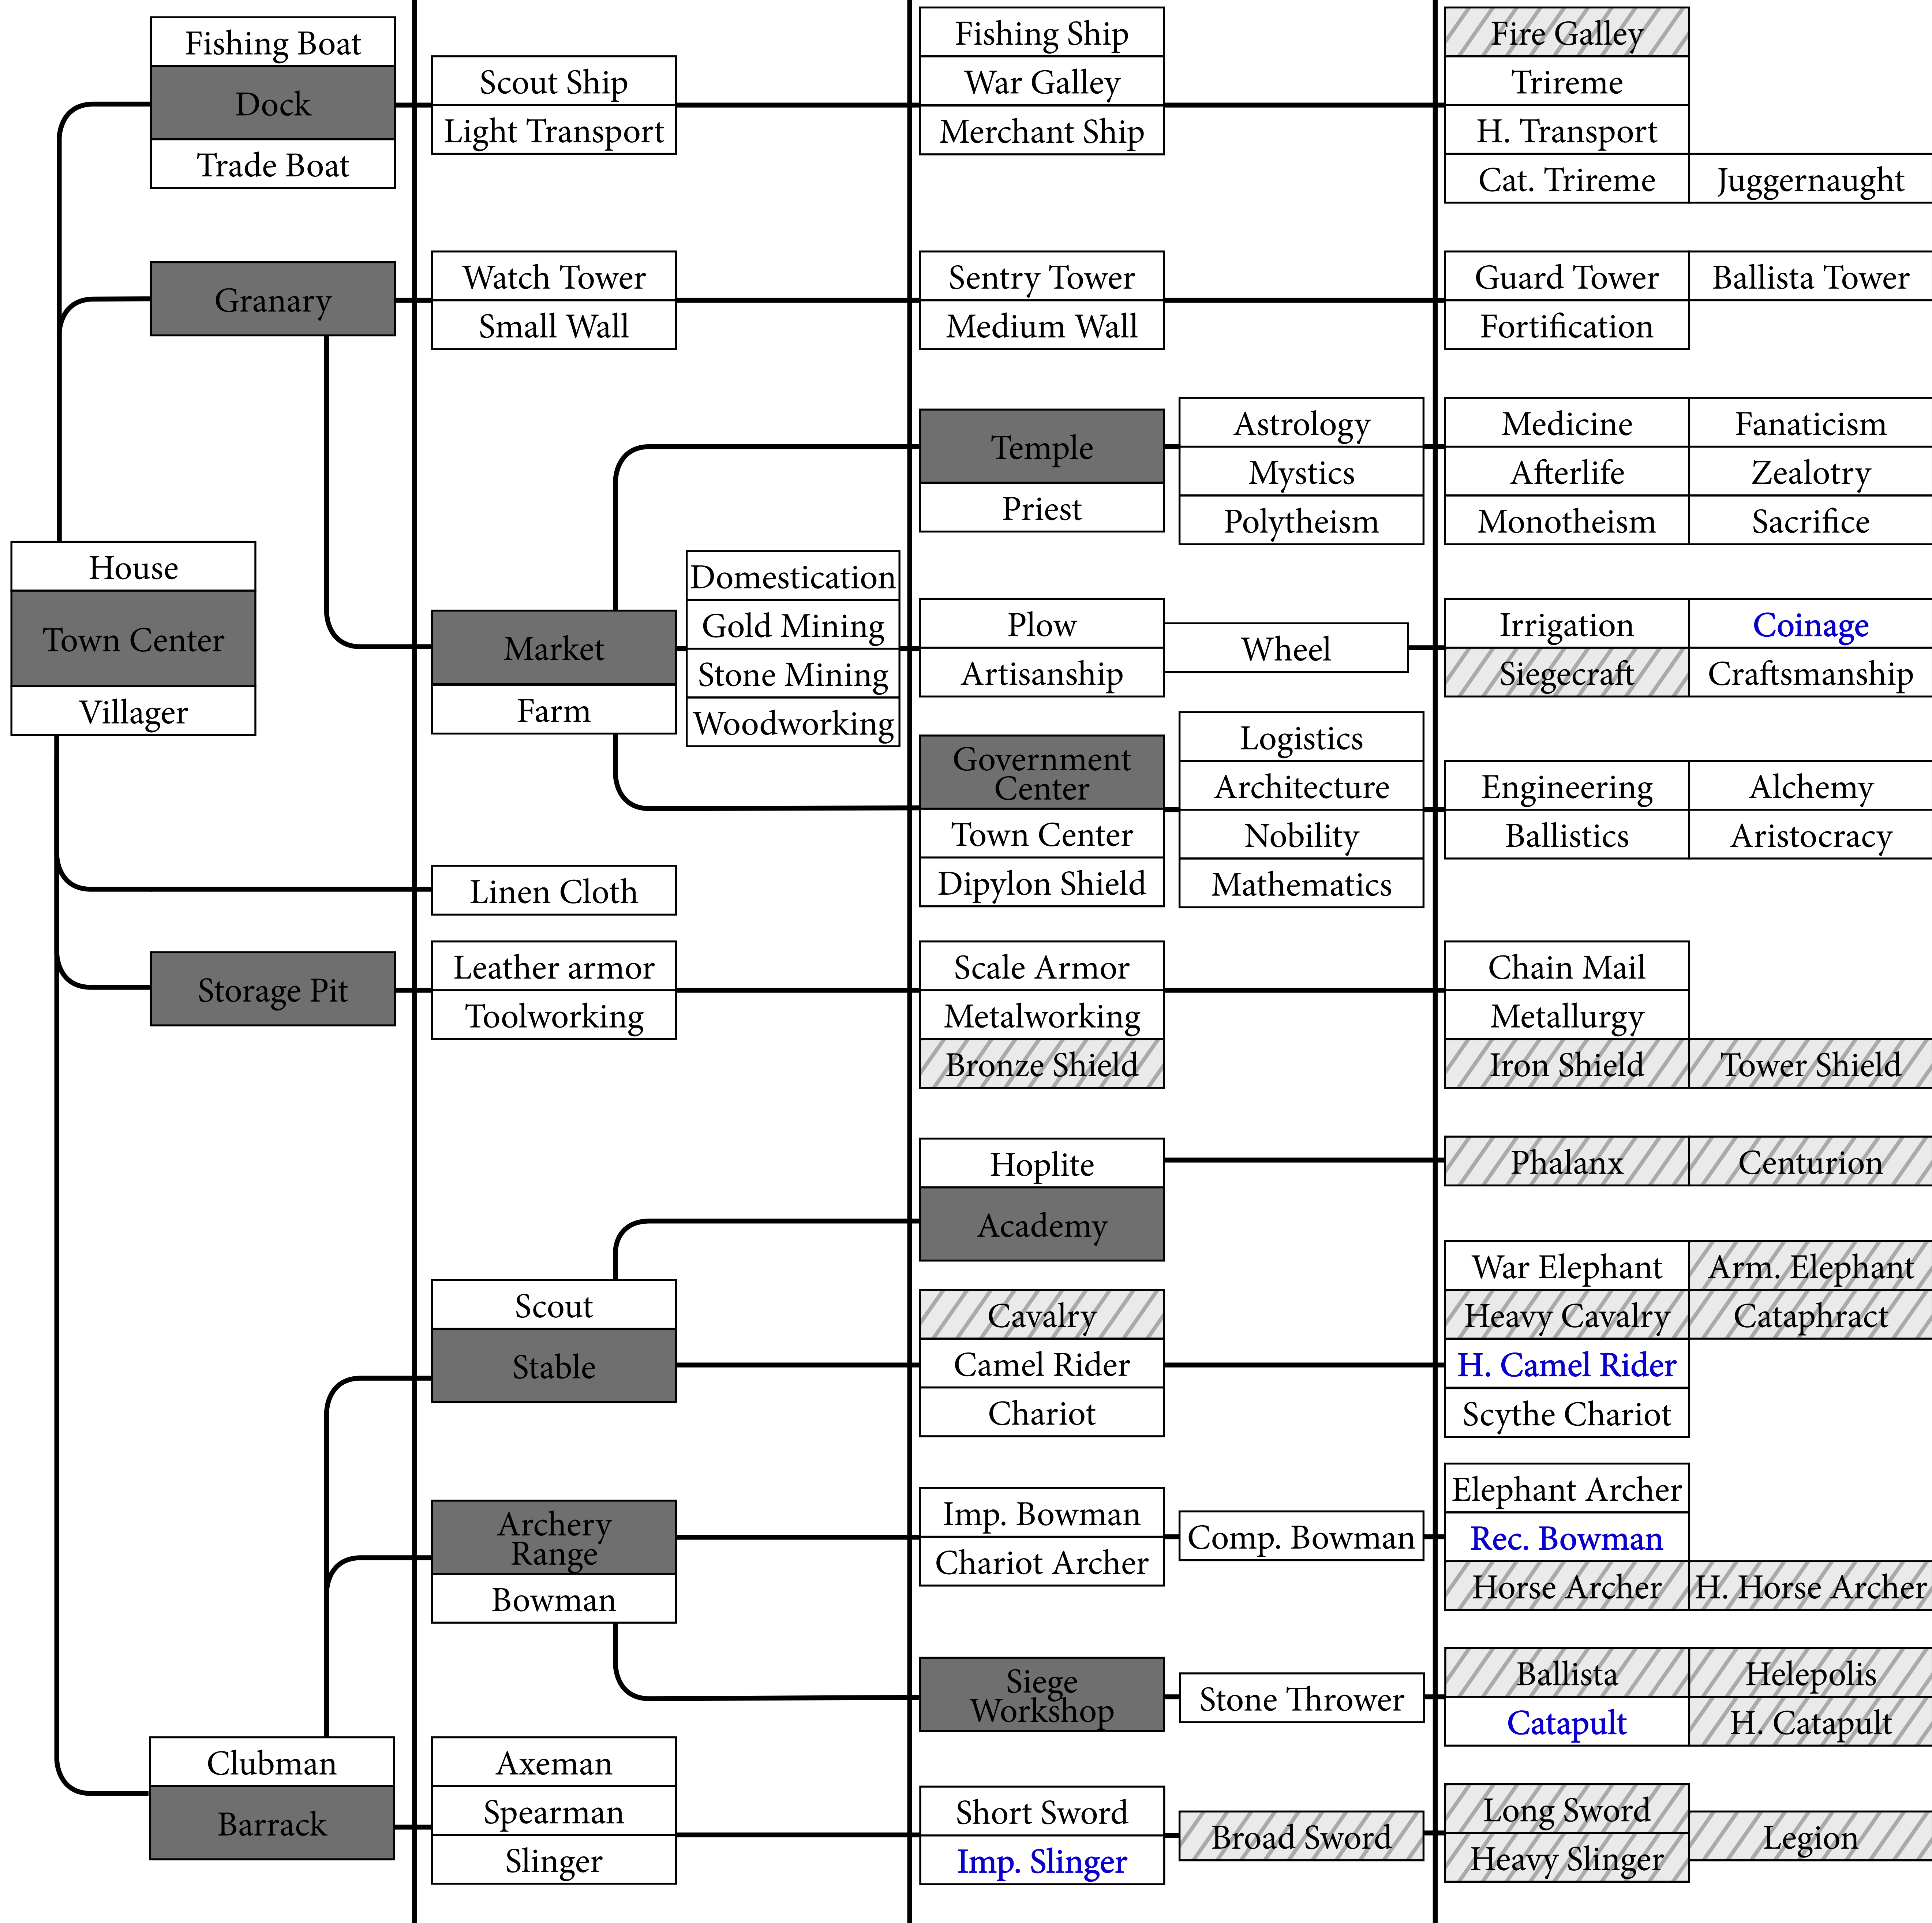 Fishing Boat
Dock
Trade Boat
Scout Ship
Light Transport
Fishing Ship
War Galley
Merchant Ship
Fire Galley
Trireme
H. Transport
Cat. Trireme
Juggernaught
Granary
Watch Tower
Small Wall
Sentry Tower
Medium Wall
Guard Tower
Ballista Tower
Fortification
Temple
Priest
Astrology
Mystics
Polytheism
Medicine
Fanaticism
Afterlife
Zealotry
Monotheism
Sacrifice
House
Town Center
Villager
Market
Farm
Domestication
Gold Mining
Stone Mining
Woodworking
Plow
Artisanship
Wheel
Irrigation
Coinage
Siegecraft
Craftsmanship
Government
Center
Town Center
Dipylon Shield
Logistics
Architecture
Nobility
Mathematics
Engineering
Alchemy
Ballistics
Aristocracy
Linen Cloth
Storage Pit
Leather armor
Toolworking
Scale Armor
Metalworking
Bronze Shield
Chain Mail
Metallurgy
Iron Shield
Tower Shield
Hoplite
Academy
Phalanx
Centurion
Scout
Stable
Cavalry
Camel Rider
Chariot
War Elephant
Arm. Elephant
Heavy Cavalry
Cataphract
H. Camel Rider
Scythe Chariot
Archery
Range
Bowman
Imp. Bowman
Chariot Archer
Comp. Bowman
Elephant Archer
Rec. Bowman
Horse Archer
H. Horse Archer
Siege
Workshop
Stone Thrower
Ballista
Helepolis
Catapult
H. Catapult
Clubman
Barrack
Axeman
Spearman
Slinger
Short Sword
Imp. Slinger
Broad Sword
Long Sword
Heavy Slinger
Legion